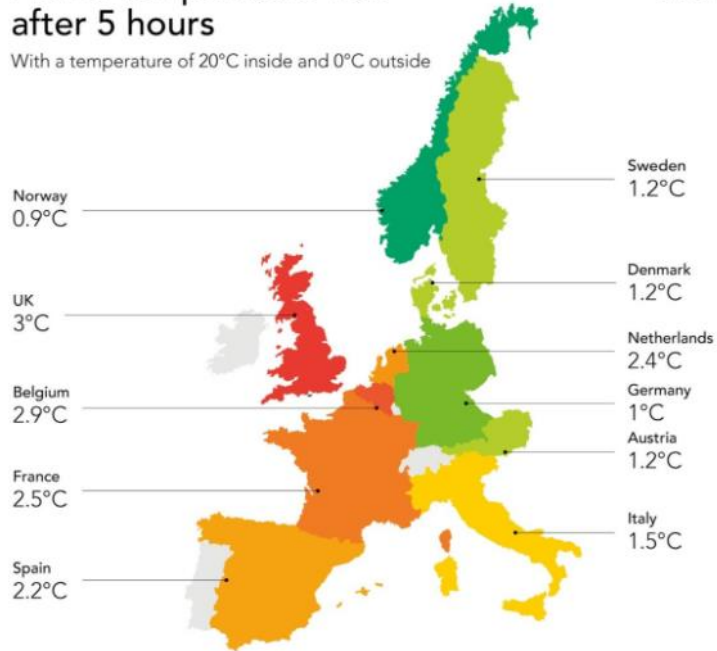 after 5 hours
With a temperature of 20°C inside and 0°C outside
Norway
0.9°C
UK
3°C
Belgium
2.9°C
France
2.5°C
Spain
2.2°C
Sweden
1.2°C
Denmark
1.2°C
Netherlands
2.4°C
Germany
1°C
Austria
1.2°C
Italy
1.5°C